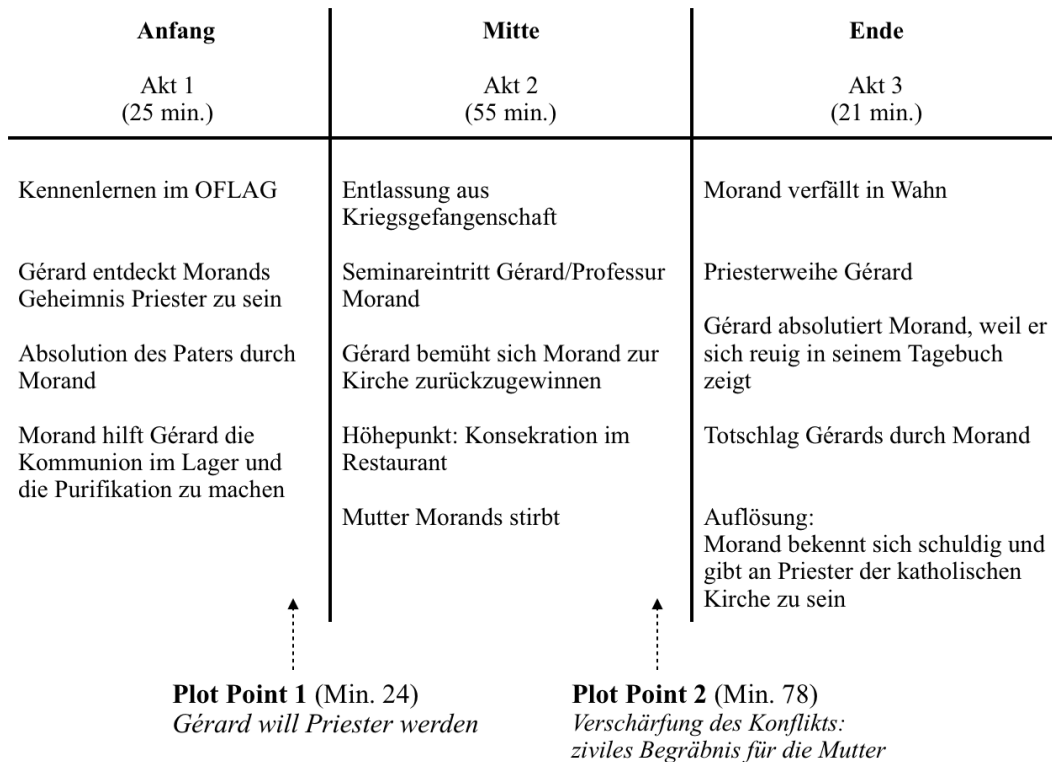 Anfang
Akt 1
(25 min.)
Kennenlernen im OFLAG
Gérard entdeckt Morands
Geheimnis Priester zu sein
Absolution des Paters durch
Morand
Morand hilft Gérard die
Kommunion im Lager und
die Purifikation zu machen
Mitte
Akt 2
(55 min.)
Entlassung aus
Kriegsgefangenschaft
Seminareintritt Gérard/Professur
Morand
Gérard bemüht sich Morand zur
Kirche zurückzugewinnen
Höhepunkt: Konsekration im
Restaurant
Mutter Morands stirbt
Ende
Akt 3
(21 min.)
Morand verfällt in Wahn
Priesterweihe Gérard
Gérard absolutiert Morand, weil er
sich reuig in seinem Tagebuch
zeigt
Totschlag Gérards durch Morand
Auflösung:
Morand bekennt sich schuldig und
gibt an Priester der katholischen
Kirche zu sein
Plot Point 1 (Min. 24)
Gérard will Priester werden
Plot Point 2 (Min. 78)
Verschärfung des Konflikts:
ziviles Begräbnis für die Mutter